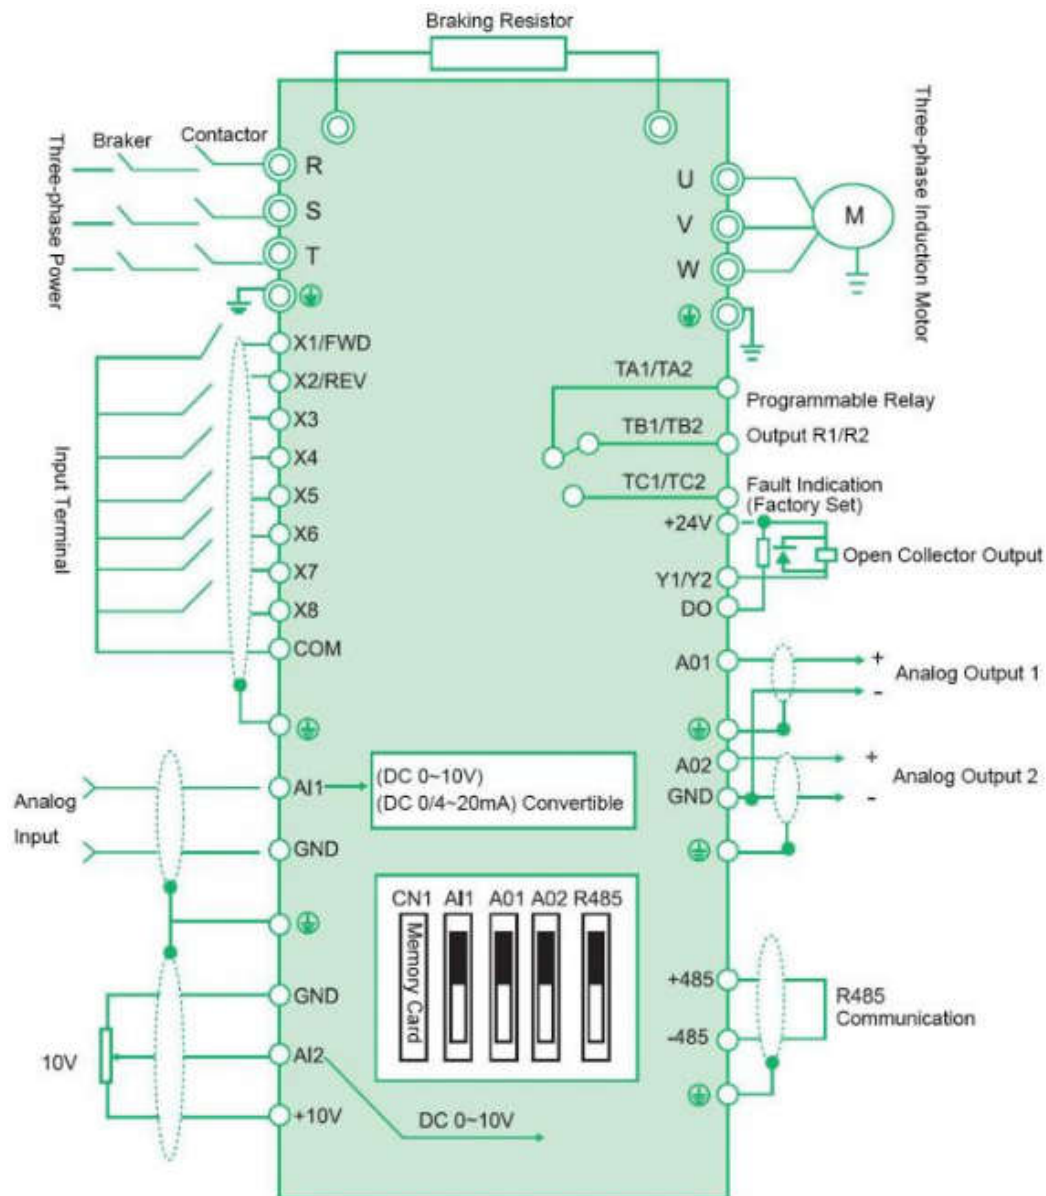 Braking Resistor
Three-phase Power
Braker
Contactor
R
S
T
U
V
W
M
Three-phase Induction Motor
Input Terminal
X1/FWD
X2/REV
X3
X4
X5
X6
X7
X8
COM
TA1/TA2
TB1/TB2
TC1/TC2
Programmable Relay
Output R1/R2
Fault Indication
(Factory Set)
+24V
Y1/Y2
DO
Open Collector Output
A01
+
-
Analog Output 1
A02
GND
+
-
Analog Output 2
Analog
Input
AI1
(DC 0~10V)
(DC 0/4~20mA) Convertible
GND
CN1 AI1 A01 A02 R485
Memory Card
GND
10V
AI2
+10V
DC 0~10V
+485
-485
R485
Communication